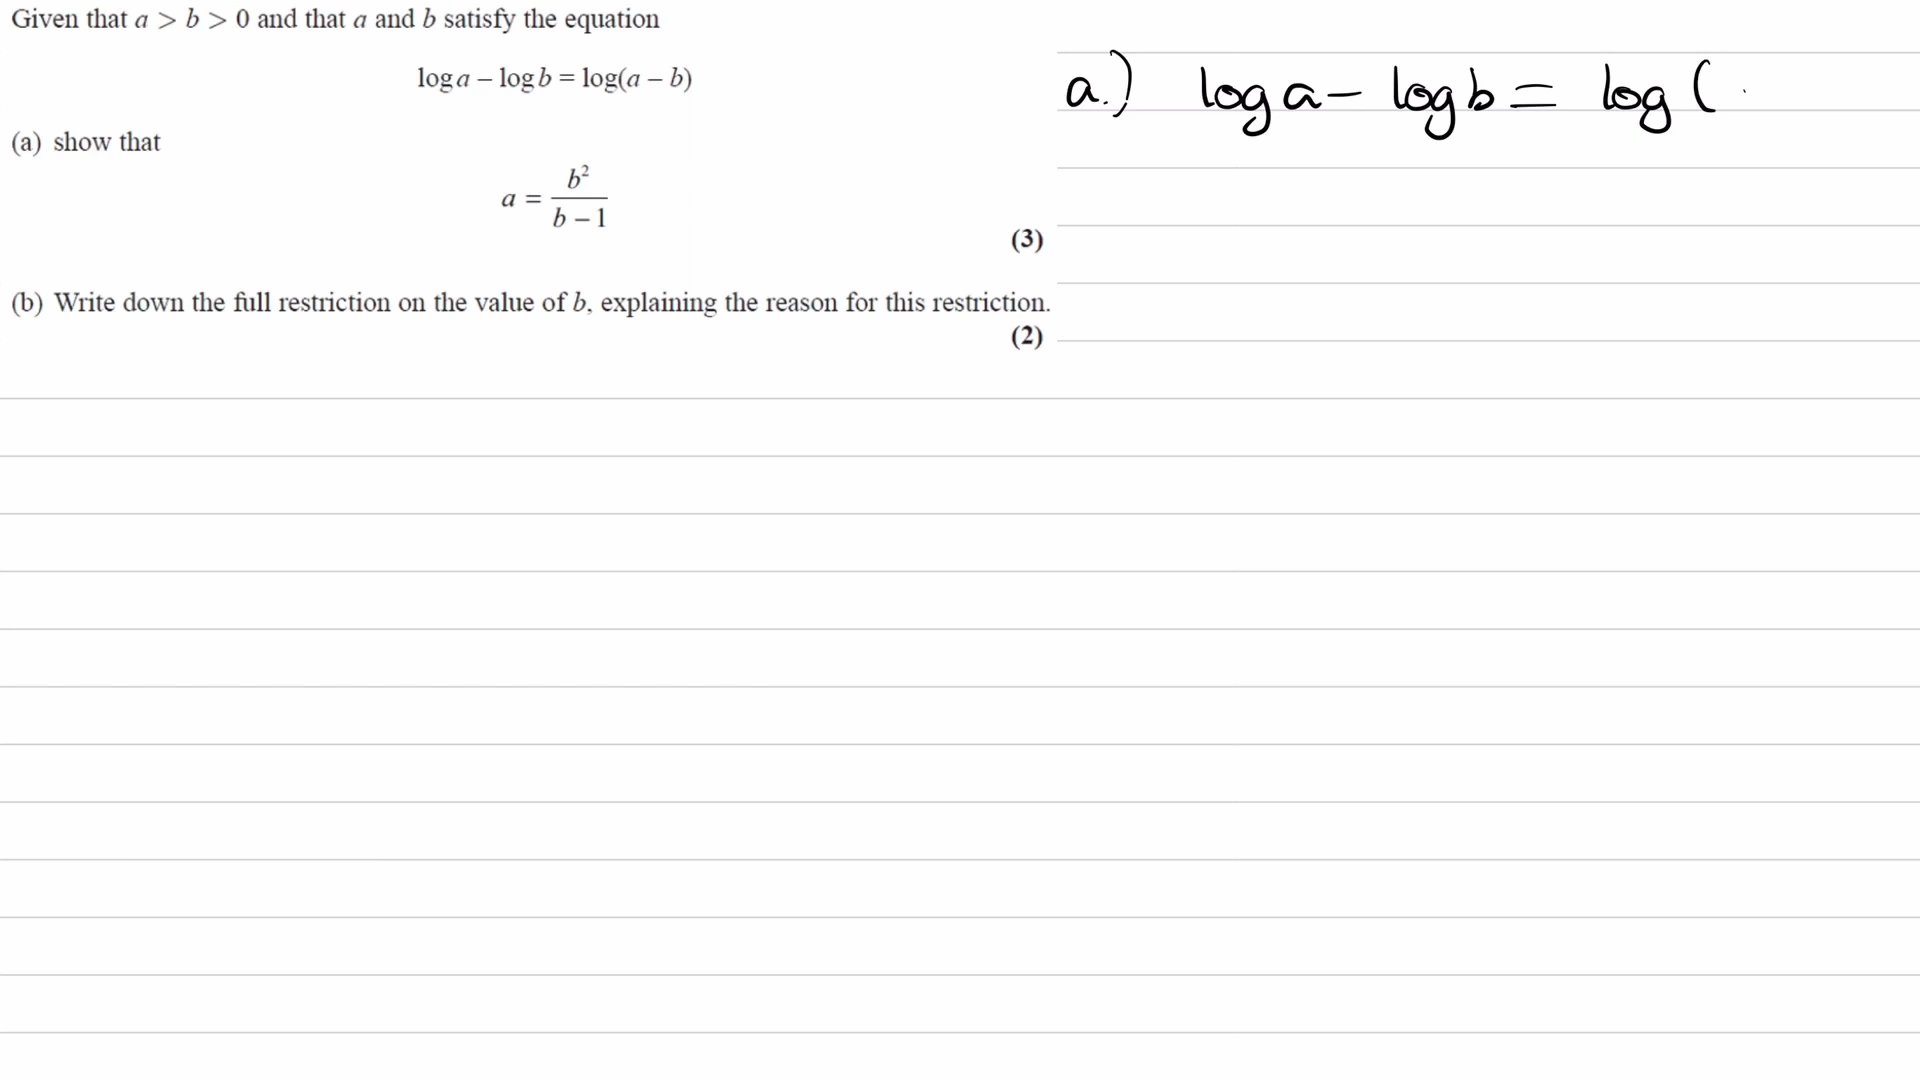 Given that a > b > 0 and that a and b satisfy the equation
log a – log b = log(a – b)
(a) show that
a = b² / b – 1
(3)
(b) Write down the full restriction on the value of b, explaining the reason for this restriction.
(2)
a.) log a – log b = log (